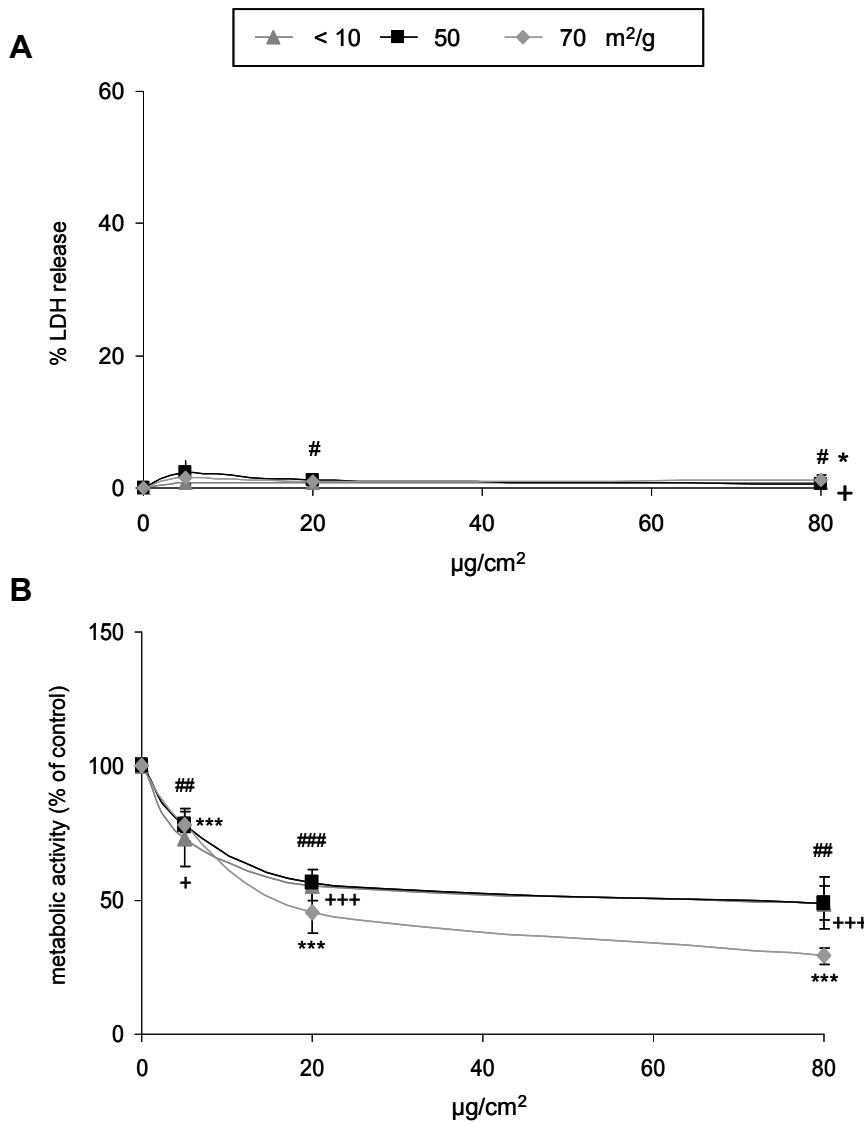 < 10 50 70 m²/g
A
60
40
20
0
% LDH release
# # *
+
0 20 40 60 80
µg/cm²
B
150
100
50
0
metabolic activity (% of control)
##
***
+
###
+++
***
##
+++
***
0 20 40 60 80
µg/cm²